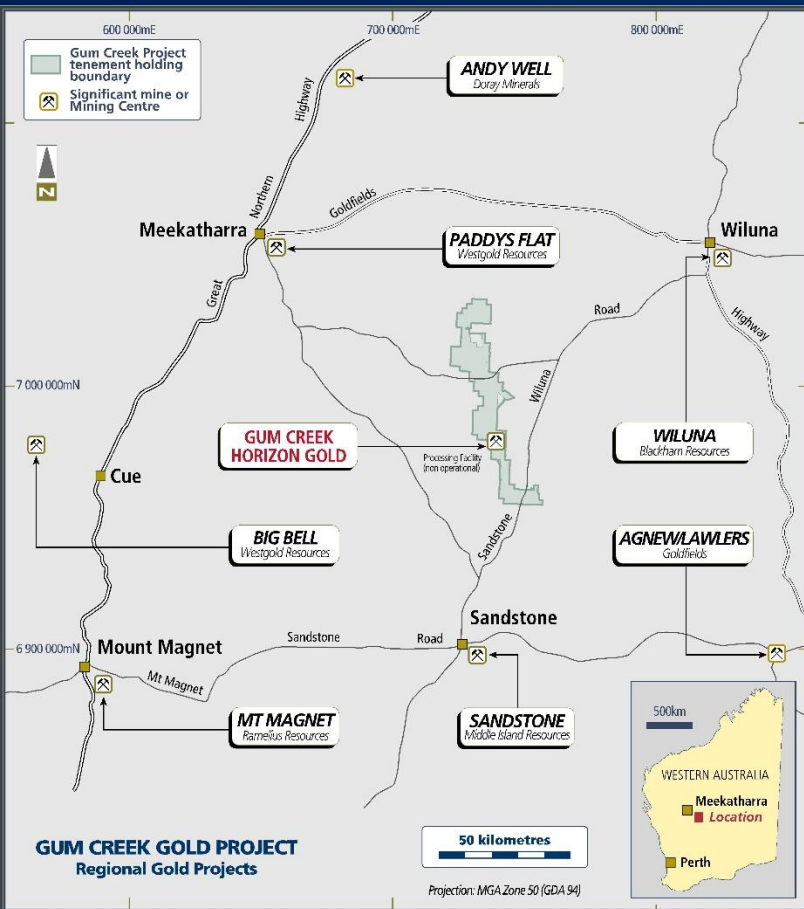 600 000mE
700 000mE
800 000mE
Gum Creek Project
tenement holding
boundary
Significant mine or
Mining Centre
N
Highway
Northern
Great
ANDY WELL
Doray Minerals
Meekatharra
Goldfields
PADDYS FLAT
Westgold Resources
Wiluna
Highway
Road
Wiluna
Sandstone
7 000 000mN
GUM CREEK
HORIZON GOLD
Processing Facility
(non operational)
WILUNA
Blackham Resources
Cue
BIG BELL
Westgold Resources
AGNEW/LAWLERS
Goldfields
Sandstone
6 900 000mN
Mount Magnet
Sandstone
Road
Mt Magnet
MT MAGNET
Ramelius Resources
SANDSTONE
Middle Island Resources
500km
WESTERN AUSTRALIA
Meekatharra
Location
Perth
GUM CREEK GOLD PROJECT
Regional Gold Projects
50 kilometres
Projection: MGA Zone 50 (GDA 94)